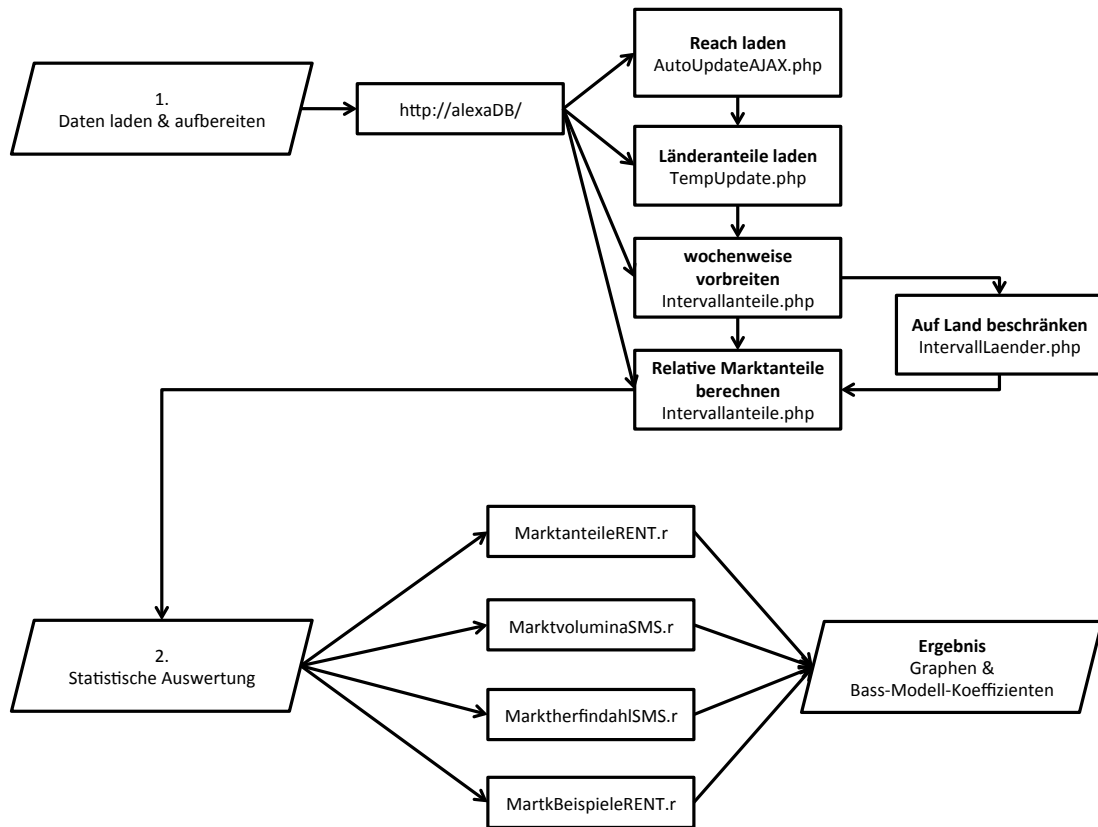 1.
Daten laden & aufbereiten
http://alexaDB/
Reach laden
AutoUpdateAJAX.php
Länderanteile laden
TempUpdate.php
wochenweise
vorbreiten
Intervallanteile.php
Auf Land beschränken
IntervallLaender.php
Relative Marktanteile
berechnen
Intervallanteile.php
2.
Statistische Auswertung
MarktanteileRENT.r
MarktvoluminaSMS.r
MarktherfindahlSMS.r
MartkBeispieleRENT.r
Ergebnis
Graphen &
Bass-Modell-Koeffizienten